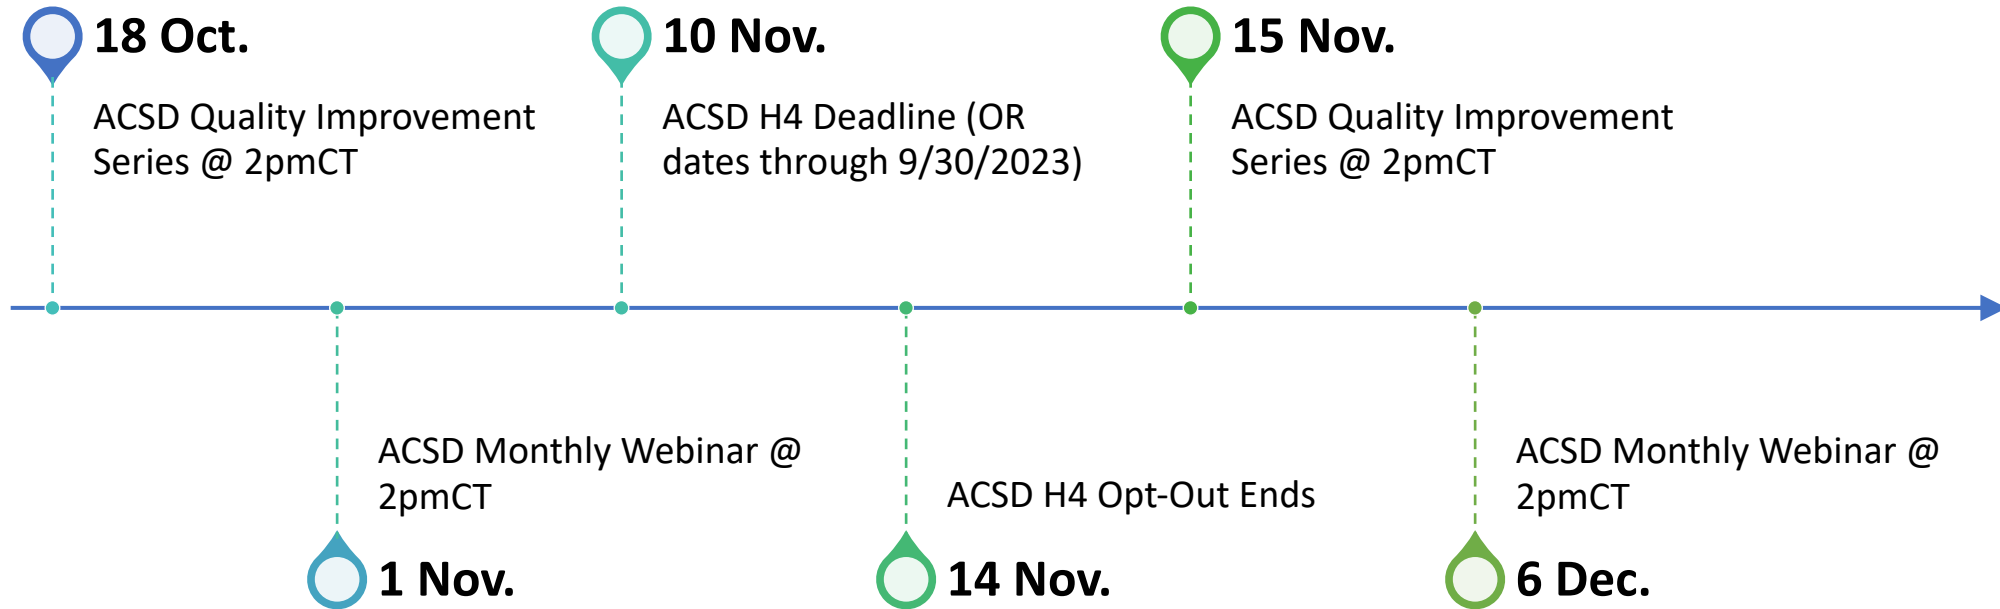 18 Oct.
ACSD Quality Improvement
Series @ 2pmCT
1 Nov.
ACSD Monthly Webinar @
2pmCT
10 Nov.
ACSD H4 Deadline (OR
dates through 9/30/2023)
14 Nov.
ACSD H4 Opt-Out Ends
15 Nov.
ACSD Quality Improvement
Series @ 2pmCT
6 Dec.
ACSD Monthly Webinar @
2pmCT